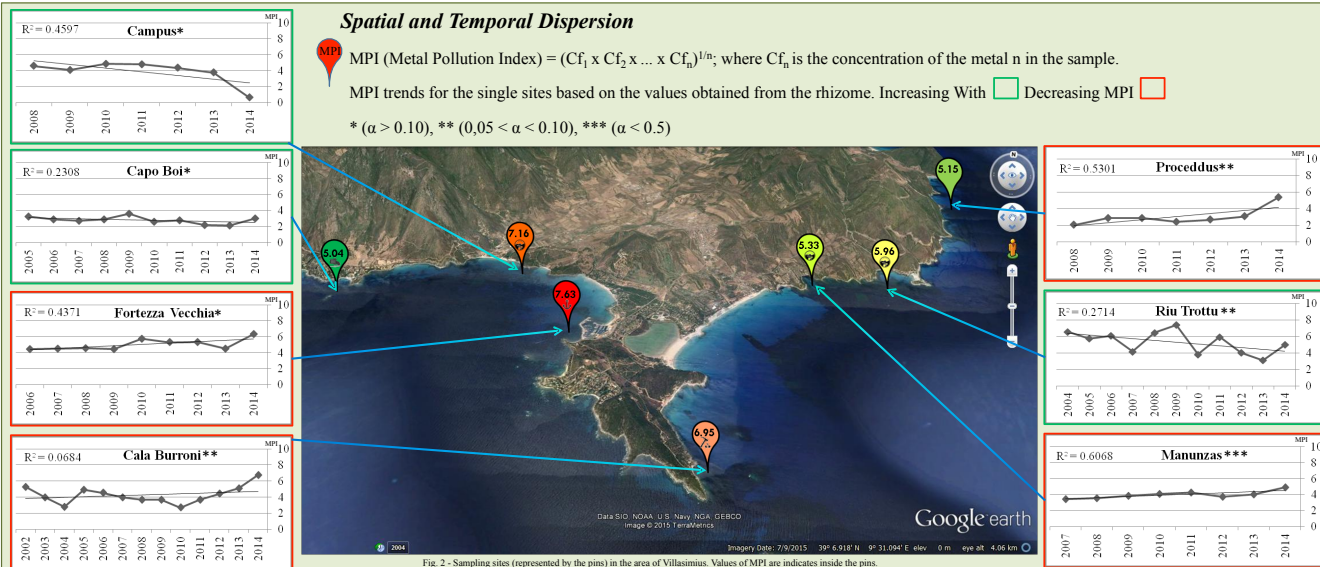 Spatial and Temporal Dispersion
MPI
MPI (Metal Pollution Index) = (Cf1 x Cf2 x ... x Cfn)1/n; where Cfn is the concentration of the metal n in the sample.
MPI trends for the single sites based on the values obtained from the rhizome. Increasing With Decreasing MPI
* (α > 0.10), ** (0,05 < α < 0.10), *** (α < 0.5)
MPI
R² = 0.4597
Campus*
10
8
6
4
2
0
2008 2009 2010 2011 2012 2013 2014
MPI
R² = 0.2308
Capo Boi*
10
8
6
4
2
0
2005 2006 2007 2008 2009 2010 2011 2012 2013 2014
MPI
R² = 0.4371
Fortezza Vecchia*
10
8
6
4
2
0
2006 2007 2008 2009 2010 2011 2012 2013 2014
MPI
R² = 0.0684
Cala Burroni**
10
8
6
4
2
0
2002 2003 2004 2005 2006 2007 2008 2009 2010 2011 2012 2013 2014
5.04
7.16
7.63
6.95
5.33
5.96
5.15
N
Data SIO, NOAA, U.S. Navy, NGA, GEBCO
Image © 2015 TerraMetrics
Google earth
2004
Imagery Date: 7/9/2015 39° 6.918' N 9° 31.094' E elev 0 m eye alt 4.06 km
MPI
R² = 0.5301
Proceddus**
10
8
6
4
2
0
2008 2009 2010 2011 2012 2013 2014
MPI
R² = 0.2714
Riu Trottu**
10
8
6
4
2
0
2004 2005 2006 2007 2008 2009 2010 2011 2012 2013 2014
MPI
R² = 0.6068
Manunzas***
10
8
6
4
2
0
2007 2008 2009 2010 2011 2012 2013 2014
Fig. 2 - Sampling sites (represented by the pins) in the area of Villasimius. Values of MPI are indicates inside the pins.